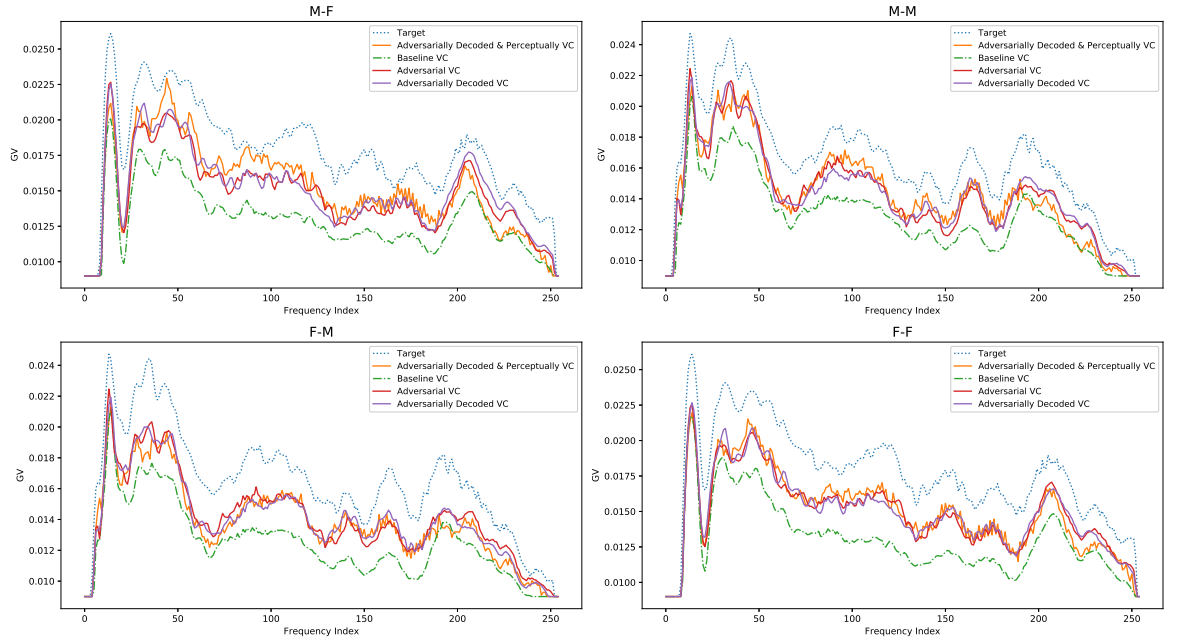 M-F
0.0250
0.0225
0.0200
0.0175
0.0150
0.0125
0.0100
GV
Target
Adversarially Decoded & Perceptually VC
Baseline VC
Adversarial VC
Adversarially Decoded VC
0 50 100 150 200 250
Frequency Index
M-M
0.024
0.022
0.020
0.018
0.016
0.014
0.012
0.010
GV
Target
Adversarially Decoded & Perceptually VC
Baseline VC
Adversarial VC
Adversarially Decoded VC
0 50 100 150 200 250
Frequency Index
F-M
0.024
0.022
0.020
0.018
0.016
0.014
0.012
0.010
GV
Target
Adversarially Decoded & Perceptually VC
Baseline VC
Adversarial VC
Adversarially Decoded VC
0 50 100 150 200 250
Frequency Index
F-F
0.0250
0.0225
0.0200
0.0175
0.0150
0.0125
0.0100
GV
Target
Adversarially Decoded & Perceptually VC
Baseline VC
Adversarial VC
Adversarially Decoded VC
0 50 100 150 200 250
Frequency Index